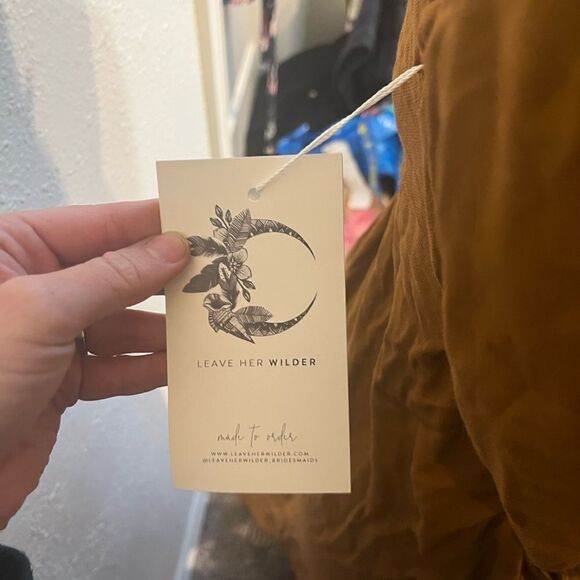 LEAVE HER WILDER
made to order
WWW.LEAVEHERWILDER.COM
@LEAVEHERWILDER.BRIDESMAIDS